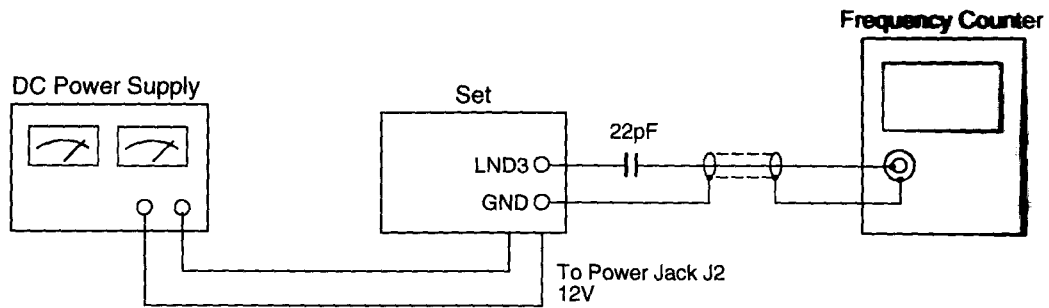 Frequency Counter
DC Power Supply
Set
22pF
LND3
GND
To Power Jack J2
12V